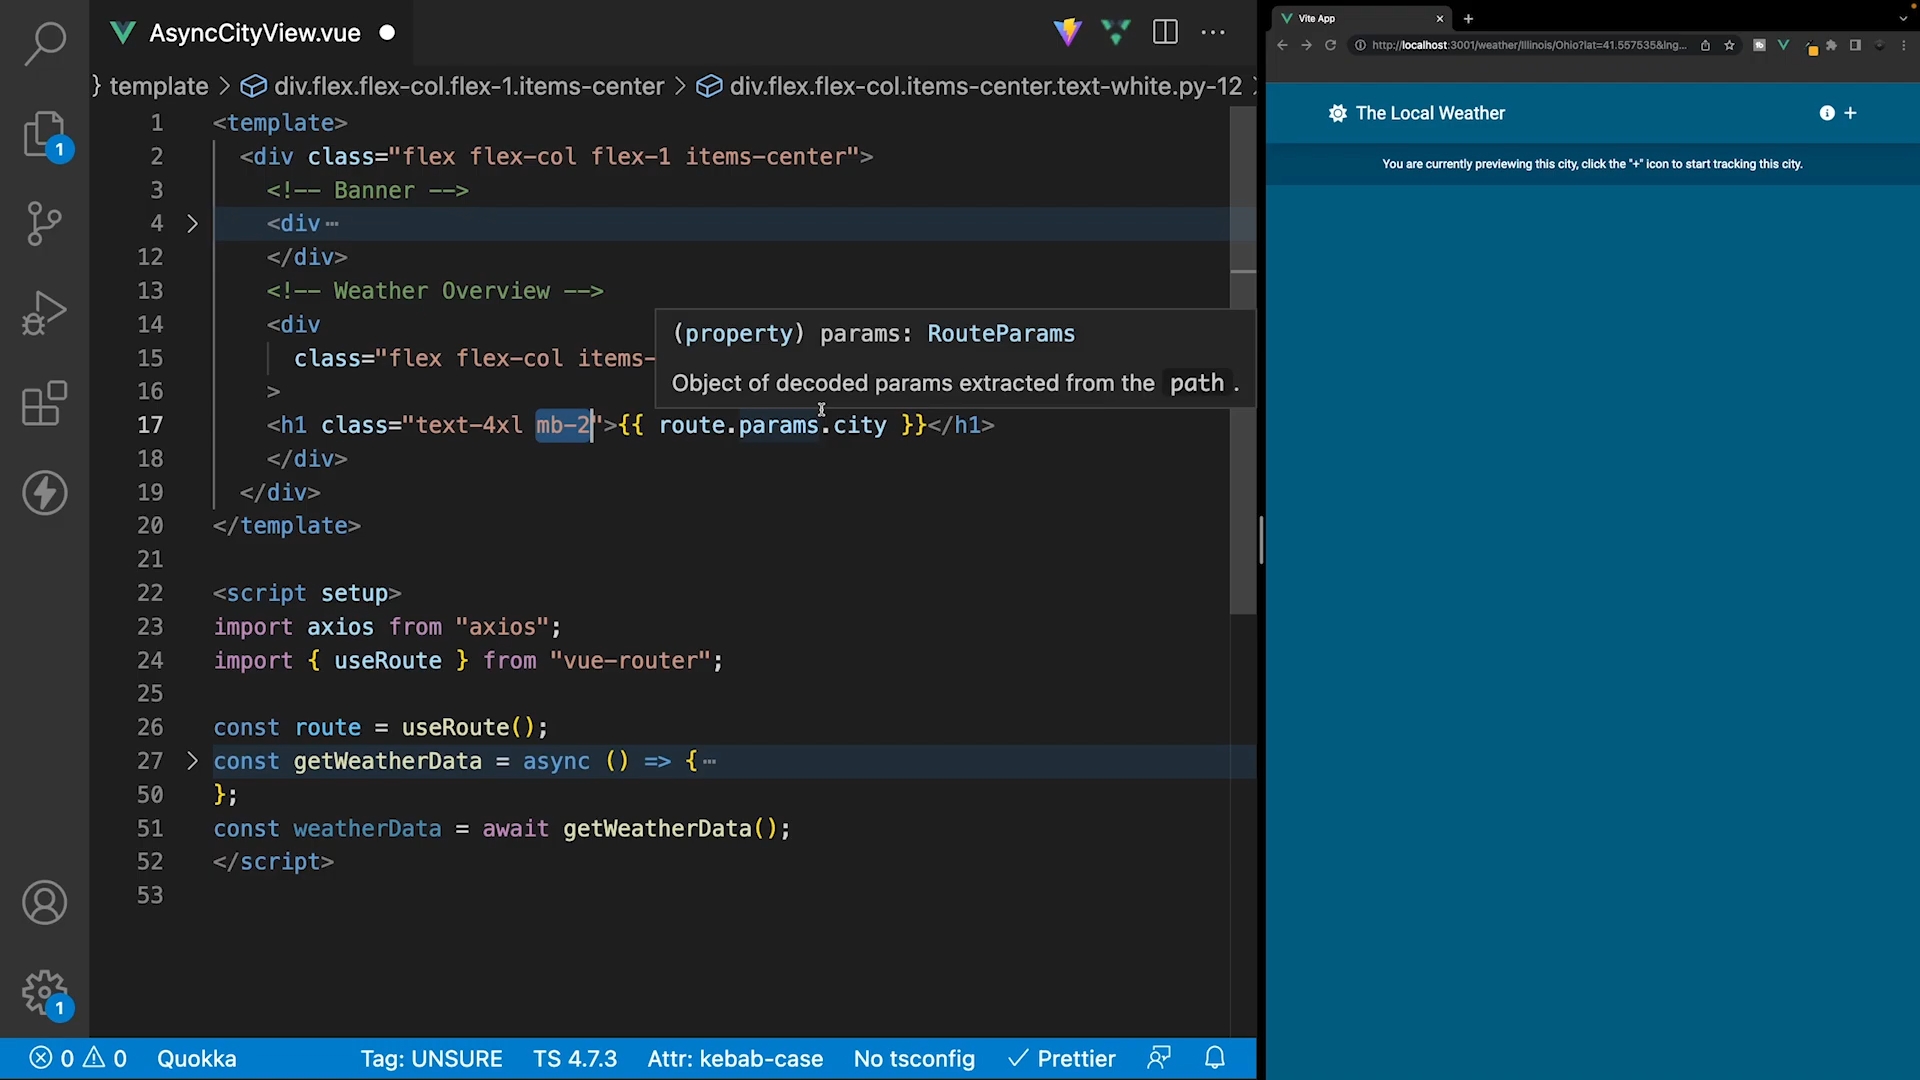 AsyncCityView.vue
} template > div.flex.flex-col.flex-1.items-center > div.flex.flex-col.items-center.text-white.py-12
1 <template>
2 <div class="flex flex-col flex-1 items-center">
3 <!-- Banner -->
4 <div…
12 </div>
13 <!-- Weather Overview -->
14 <div
15 class="flex flex-col items-
16 >
17 <h1 class="text-4xl mb-2">{{ route.params.city }}</h1>
18 </div>
19 </div>
20 </template>
21
22 <script setup>
23 import axios from "axios";
24 import { useRoute } from "vue-router";
25
26 const route = useRoute();
27 const getWeatherData = async () => {…
50 };
51 const weatherData = await getWeatherData();
52 </script>
53
(property) params: RouteParams
Object of decoded params extracted from the path.
1
1
0 0 Quokka Tag: UNSURE TS 4.7.3 Attr: kebab-case No tsconfig Prettier
Vite App
http://localhost:3001/weather/Illinois/Ohio?lat=41.557535&lng...
The Local Weather
You are currently previewing this city, click the "+" icon to start tracking this city.